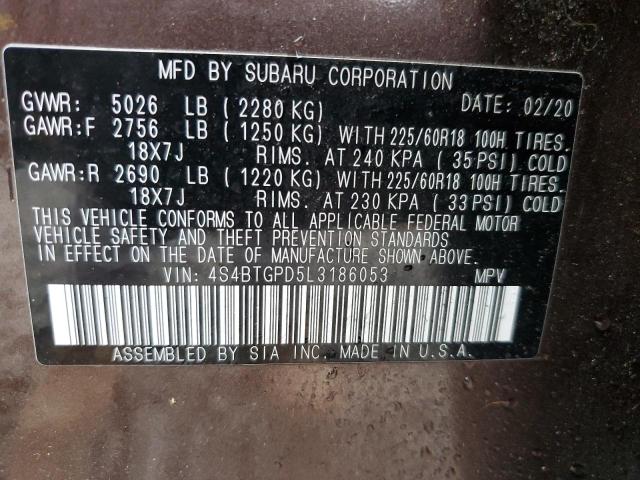 MFD BY SUBARU CORPORATION
GVWR: 5026 LB (2280 KG) DATE: 02/20
GAWR:F 2756 LB (1250 KG) WITH 225/60R18 100H TIRES.
18X7J RIMS. AT 240 KPA (35 PSI) COLD
GAWR:R 2690 LB (1220 KG) WITH 225/60R18 100H TIRES.
18X7J RIMS. AT 230 KPA (33 PSI) COLD
THIS VEHICLE CONFORMS TO ALL APPLICABLE FEDERAL MOTOR
VEHICLE SAFETY AND THEFT PREVENTION STANDARDS
IN EFFECT ON THE DATE OF MANUFACTURE SHOWN ABOVE.
VIN: 4S4BTGPD5L3186053 MPV
ASSEMBLED BY SIA INC. MADE IN U.S.A.